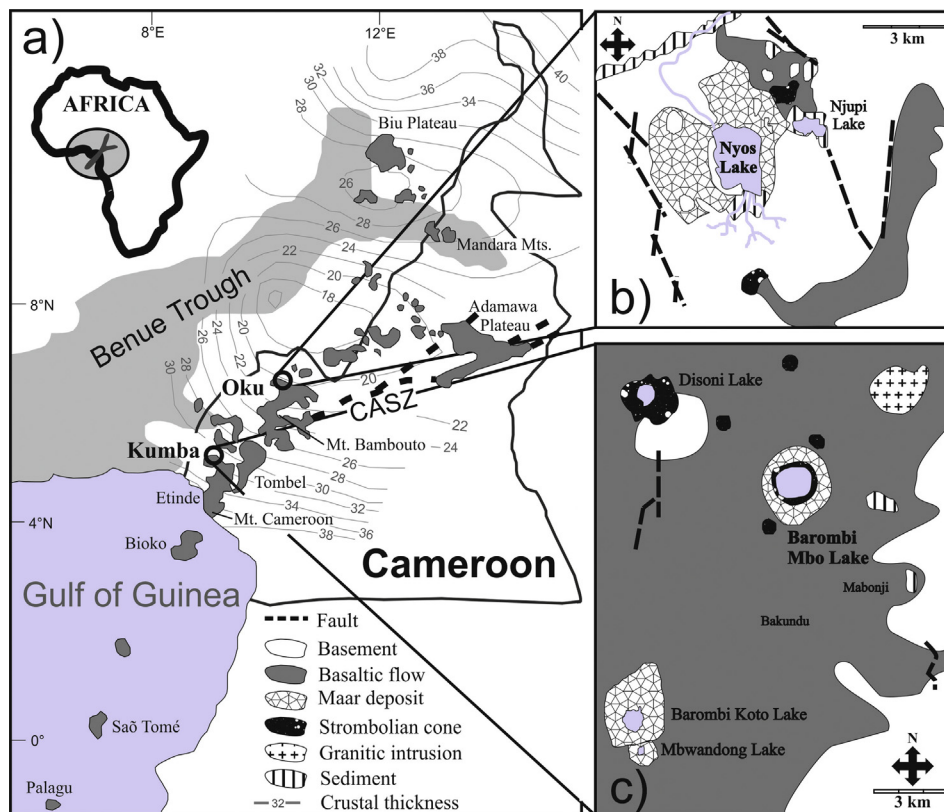 a)
8°E
12°E
AFRICA
32
30
28
38
36
34
40
Biu Plateau
26
28
26
24
22
20
18
Mandara Mts.
8°N
Benue Trough
Adamawa
Plateau
24
26
28
30
20
22
20
Oku
CASZ
22
24
Mt. Bambouto
Kumba
26
28
30
32
34
36
38
Tombel
Etinde
Mt. Cameroon
4°N
Bioko
Cameroon
Gulf of Guinea
Saõ Tomé
0°
Palagu
Fault
Basement
Basaltic flow
Maar deposit
Strombolian cone
Granitic intrusion
Sediment
32
Crustal thickness
N
3 km
Njupi
Lake
Nyos
Lake
b)
Disoni Lake
Barombi
Mbo Lake
Mabonji
Bakundu
Barombi Koto Lake
Mbwandong Lake
N
c)
3 km